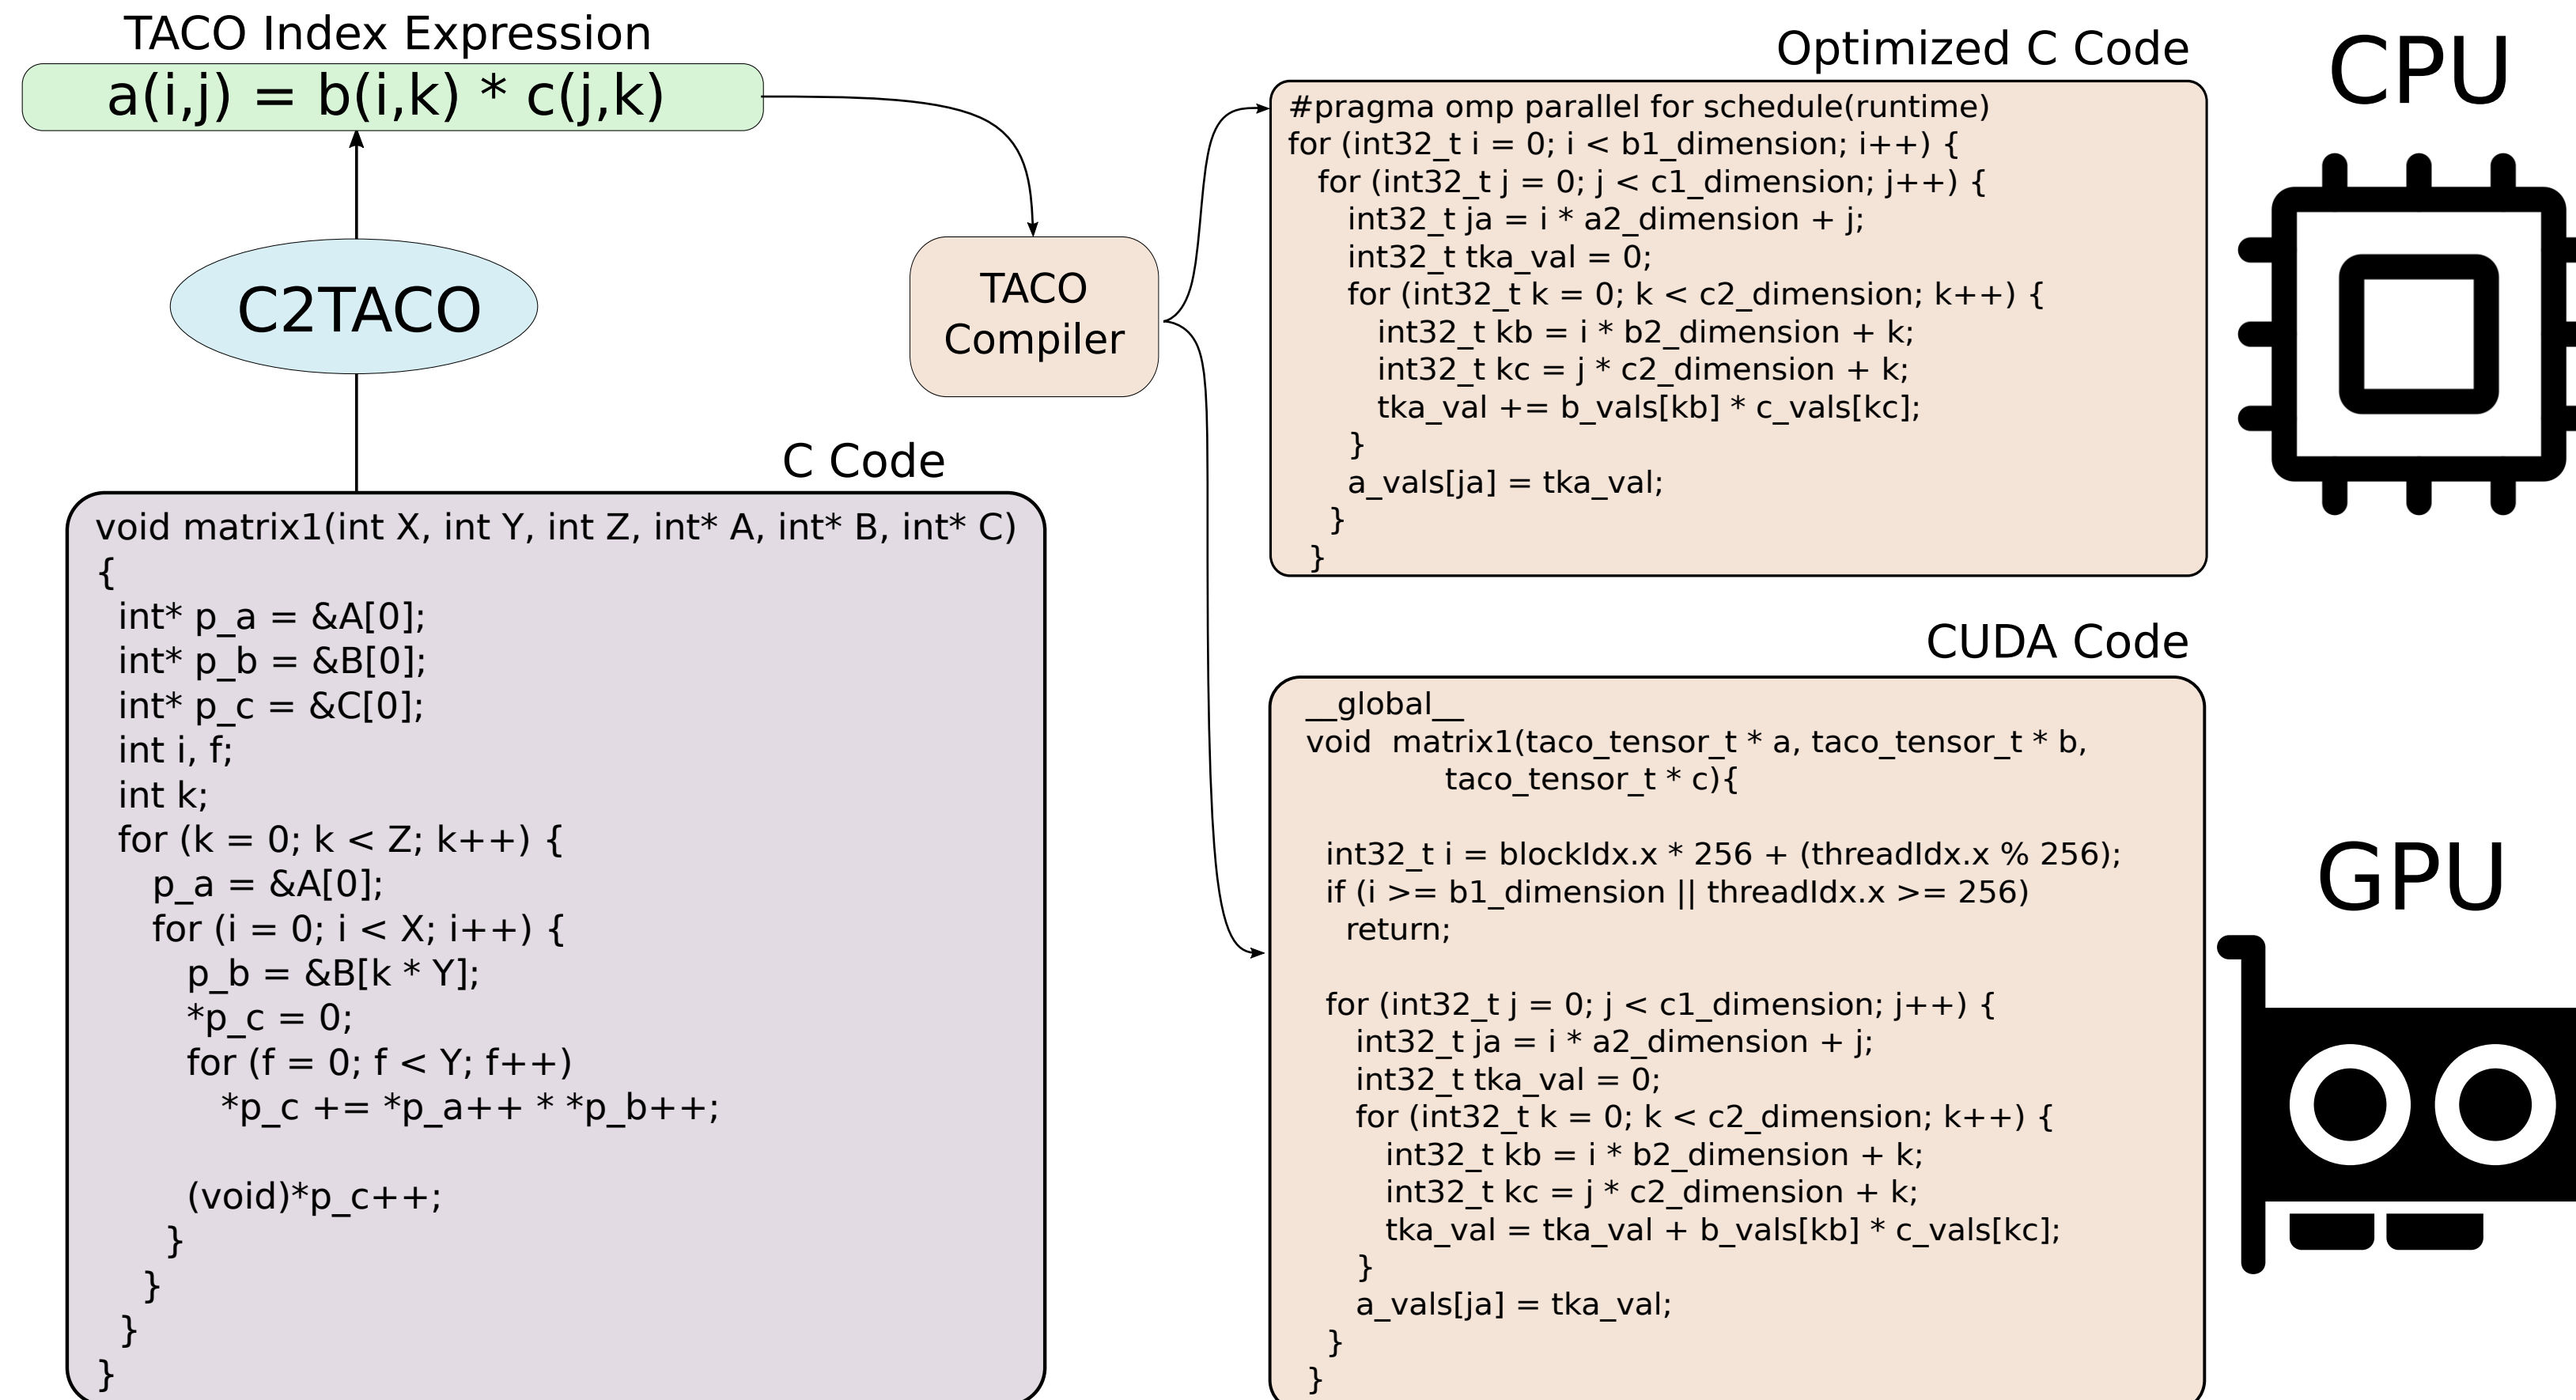 TACO Index Expression
a(i,j) = b(i,k) * c(j,k)
C2TACO
TACO
Compiler
C Code
void matrix1(int X, int Y, int Z, int* A, int* B, int* C)
{
int* p_a = &A[0];
int* p_b = &B[0];
int* p_c = &C[0];
int i, f;
int k;
for (k = 0; k < Z; k++) {
p_a = &A[0];
for (i = 0; i < X; i++) {
p_b = &B[k * Y];
*p_c = 0;
for (f = 0; f < Y; f++)
*p_c += *p_a++ * *p_b++;
(void)*p_c++;
}
}
}
}
Optimized C Code
#pragma omp parallel for schedule(runtime)
for (int32_t i = 0; i < b1_dimension; i++) {
for (int32_t j = 0; j < c1_dimension; j++) {
int32_t ja = i * a2_dimension + j;
int32_t tka_val = 0;
for (int32_t k = 0; k < c2_dimension; k++) {
int32_t kb = i * b2_dimension + k;
int32_t kc = j * c2_dimension + k;
tka_val += b_vals[kb] * c_vals[kc];
}
a_vals[ja] = tka_val;
}
}
CPU
CUDA Code
__global__
void  matrix1(taco_tensor_t * a, taco_tensor_t * b,
taco_tensor_t * c){
int32_t i = blockIdx.x * 256 + (threadIdx.x % 256);
if (i >= b1_dimension || threadIdx.x >= 256)
return;
for (int32_t j = 0; j < c1_dimension; j++) {
int32_t ja = i * a2_dimension + j;
int32_t tka_val = 0;
for (int32_t k = 0; k < c2_dimension; k++) {
int32_t kb = i * b2_dimension + k;
int32_t kc = j * c2_dimension + k;
tka_val = tka_val + b_vals[kb] * c_vals[kc];
}
a_vals[ja] = tka_val;
}
}
GPU